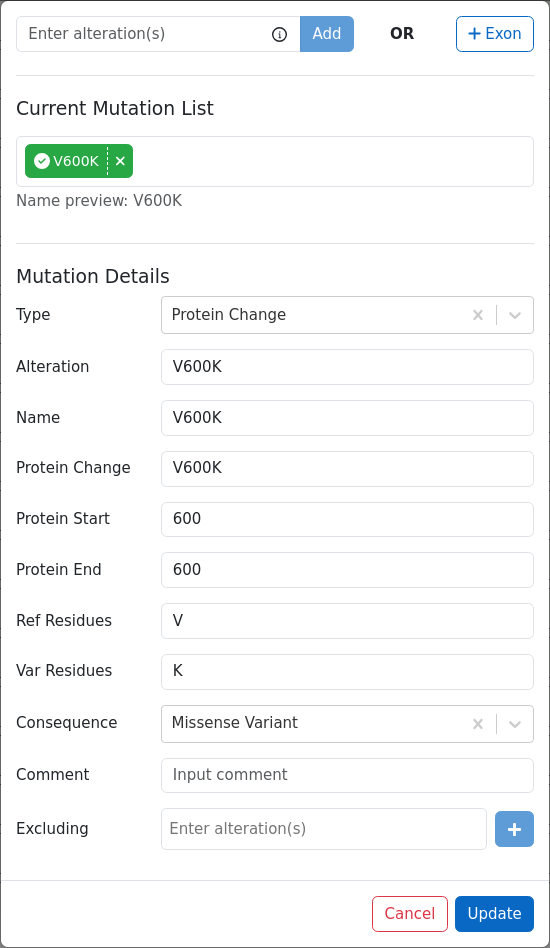 Enter alteration(s) Add OR + Exon
Current Mutation List
V600K ×
Name preview: V600K
Mutation Details
Type Protein Change
Alteration V600K
Name V600K
Protein Change V600K
Protein Start 600
Protein End 600
Ref Residues V
Var Residues K
Consequence Missense Variant
Comment Input comment
Excluding Enter alteration(s) +
Cancel Update